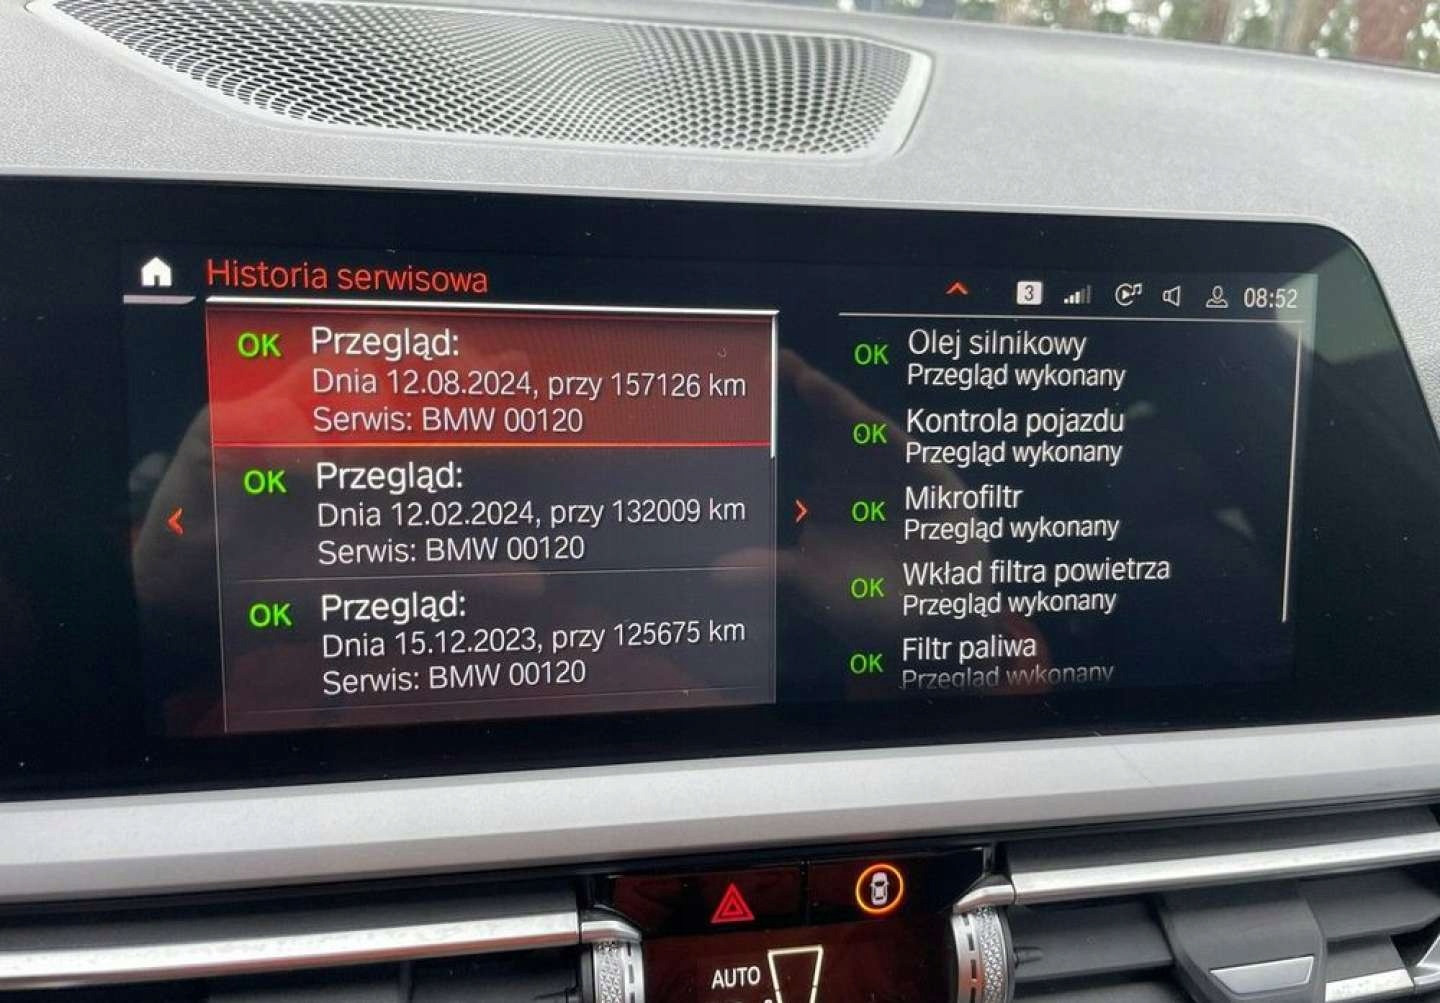 Historia serwisowa
3
08:52
OK Przegląd:
Dnia 12.08.2024, przy 157126 km
Serwis: BMW 00120
OK Przegląd:
Dnia 12.02.2024, przy 132009 km
Serwis: BMW 00120
OK Przegląd:
Dnia 15.12.2023, przy 125675 km
Serwis: BMW 00120
OK Olej silnikowy
Przegląd wykonany
OK Kontrola pojazdu
Przegląd wykonany
OK Mikrofiltr
Przegląd wykonany
OK Wkład filtra powietrza
Przegląd wykonany
OK Filtr paliwa
Przegląd wykonany
AUTO